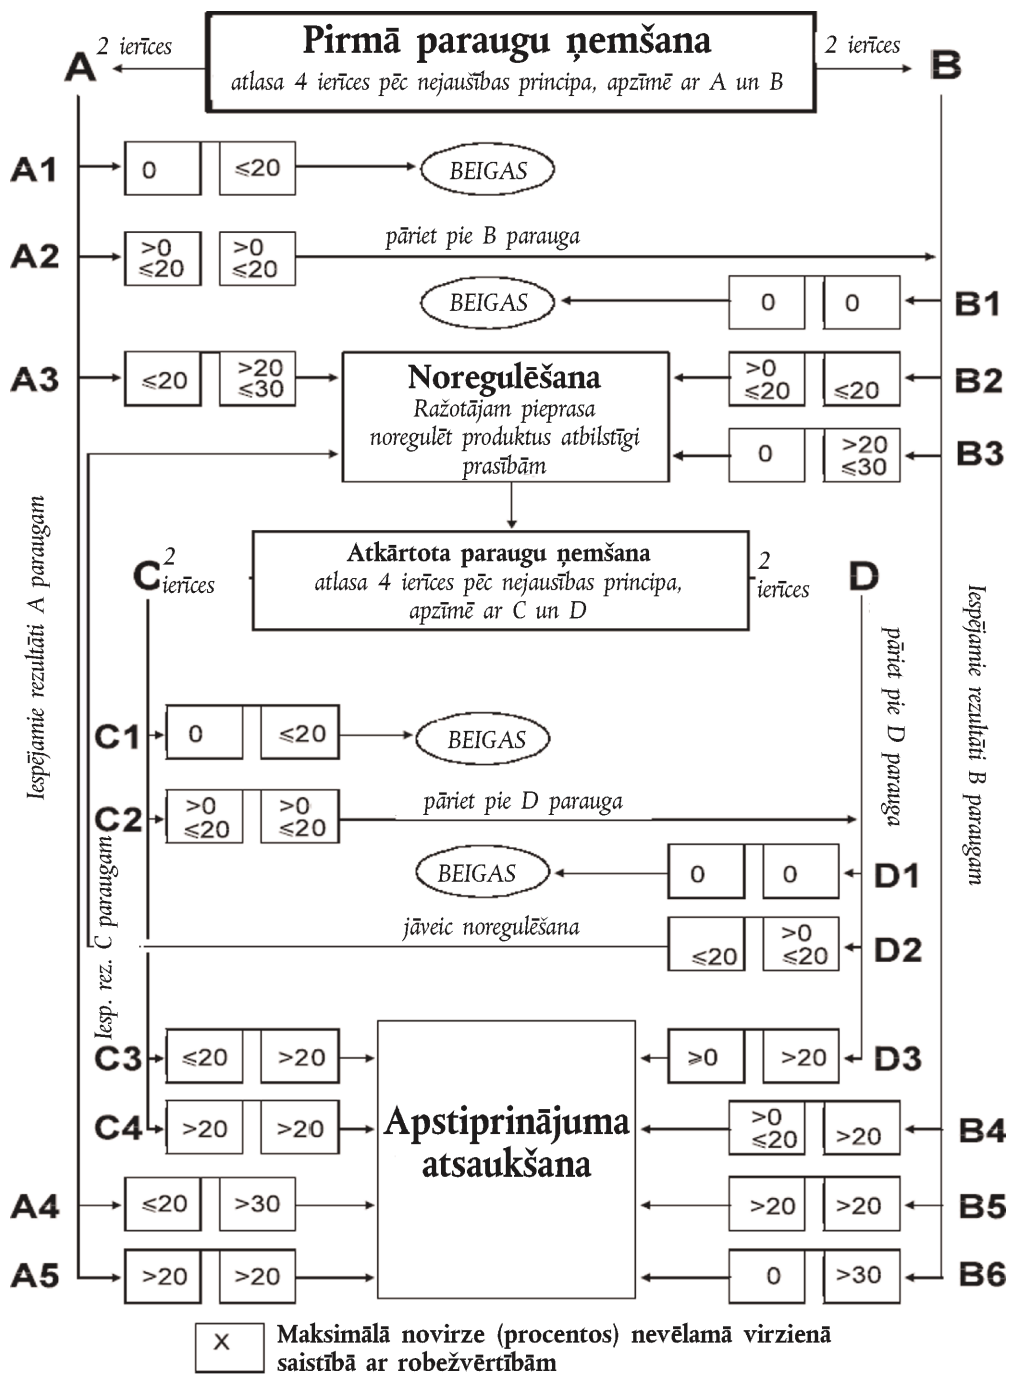 Pirmā paraugu ņemšana
atlasa 4 ierīces pēc nejaušības principa, apzīmē ar A un B
A 2 ierīces
2 ierīces B
A1 0 ≤20 BEIGAS
A2 >0 ≤20 >0 ≤20 pāriet pie B parauga
BEIGAS 0 0 B1
A3 ≤20 >20 ≤30
Noregulēšana
Ražotājam pieprasa
noregulēt produktus atbilstīgi
prasībām
>0 ≤20 ≤20 B2
0 >20 ≤30 B3
Iespējamie rezultāti A paraugam
Atkārtota paraugu ņemšana
atlasa 4 ierīces pēc nejausības principa,
apzīmē ar C un D
C 2 ierīces
2 ierīces D
Iespējamie rezultāti B paraugam
pāriet pie D parauga
C1 0 ≤20 BEIGAS
C2 >0 ≤20 >0 ≤20 pāriet pie D parauga
Iesp. rez. C paraugam
BEIGAS 0 0 D1
jāveic noregulēšana
≤20 >0 ≤20 D2
C3 ≤20 >20
≥0 >20 D3
C4 >20 >20
Apstiprinājuma
atsaukšana
>0 ≤20 >20 B4
A4 ≤20 >30
>20 >20 B5
A5 >20 >20
0 >30 B6
X Maksimālā novirze (procentos) nevēlamā virzienā
saistībā ar robežvērtībām